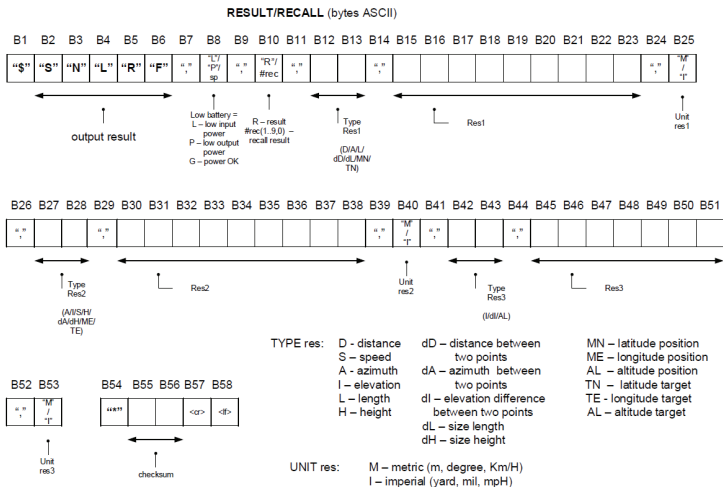 RESULT/RECALL (bytes ASCII)
B1 B2 B3 B4 B5 B6 B7 B8 B9 B10 B11 B12 B13 B14 B15 B16 B17 B18 B19 B20 B21 B22 B23 B24 B25
“$” “S” “N” “L” “R” “F” “,” “L”/ “P”/ sp “,” “R”/ #rec “,” “,” “,” “M” / “I”
output result
Low battery =
L – low input
power
P – low output
power
G – power OK
R – result
#rec(1..9,0) –
recall result
Type
Res1
(D/A/L/
dD/dL/MN/
TN)
Res1
Unit
res1
B26 B27 B28 B29 B30 B31 B32 B33 B34 B35 B36 B37 B38 B39 B40 B41 B42 B43 B44 B45 B46 B47 B48 B49 B50 B51
“,” “,” “,” “M” / “I” “,” “,”
Type
Res2
(A/I/S/H/
dA/dH/ME/
TE)
Res2
Unit
res2
Type
Res3
(I/dI/AL)
Res3
TYPE res:
D - distance
S – speed
A - azimuth
I – elevation
L – length
H – height
dD – distance between
two points
dA – azimuth between
two points
dI – elevation difference
between two points
dL – size length
dH – size height
MN – latitude position
ME – longitude position
AL – altitude position
TN – latitude target
TE - longitude target
AL – altitude target
B52 B53
“,” “M” / “I”
Unit
res3
B54 B55 B56 B57 B58
“*” <cr> <lf>
checksum
UNIT res:
M – metric (m, degree, Km/H)
I – imperial (yard, mil, mpH)